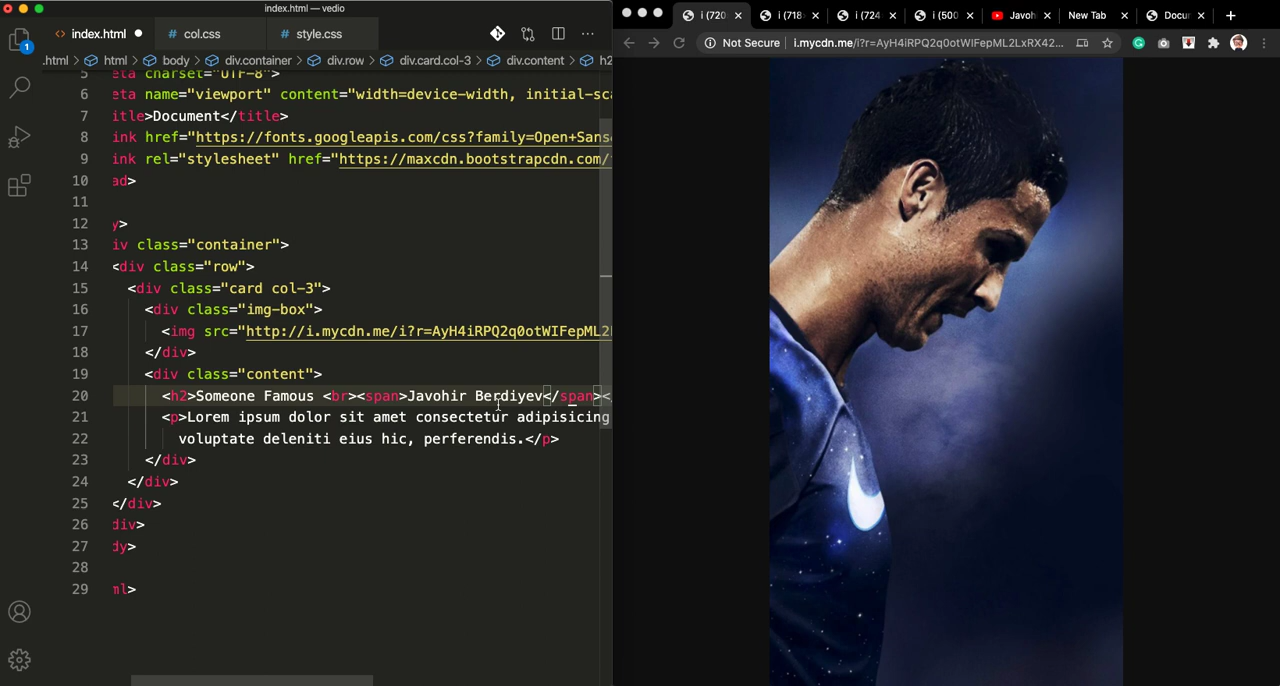 index.html — vedio
index.html
# col.css
# style.css
.html > html > body > div.container > div.row > div.card.col-3 > div.content > h2
1
5 eta charset="UTF-8">
6 eta name="viewport" content="width=device-width, initial-sca
7 itle>Document</title>
8 ink href="https://fonts.googleapis.com/css?family=Open+Sans
9 ink rel="stylesheet" href="https://maxcdn.bootstrapcdn.com/
10 ad>
11
12 y>
13 iv class="container">
14 <div class="row">
15 <div class="card col-3">
16 <div class="img-box">
17 <img src="http://i.mycdn.me/i?r=AyH4iRPQ2q0otWIFepML2
18 </div>
19 <div class="content">
20 <h2>Someone Famous <br><span>Javohir Berdiyev</span><
21 <p>Lorem ipsum dolor sit amet consectetur adipisicing
22 voluptate deleniti eius hic, perferendis.</p>
23 </div>
24 </div>
25 </div>
26 div>
27 dy>
28
29 ml>
i (720
i (718
i (724
i (500
Javoh
New Tab
Docur
Not Secure | i.mycdn.me/i?r=AyH4iRPQ2q0otWIFepML2LxRX42...